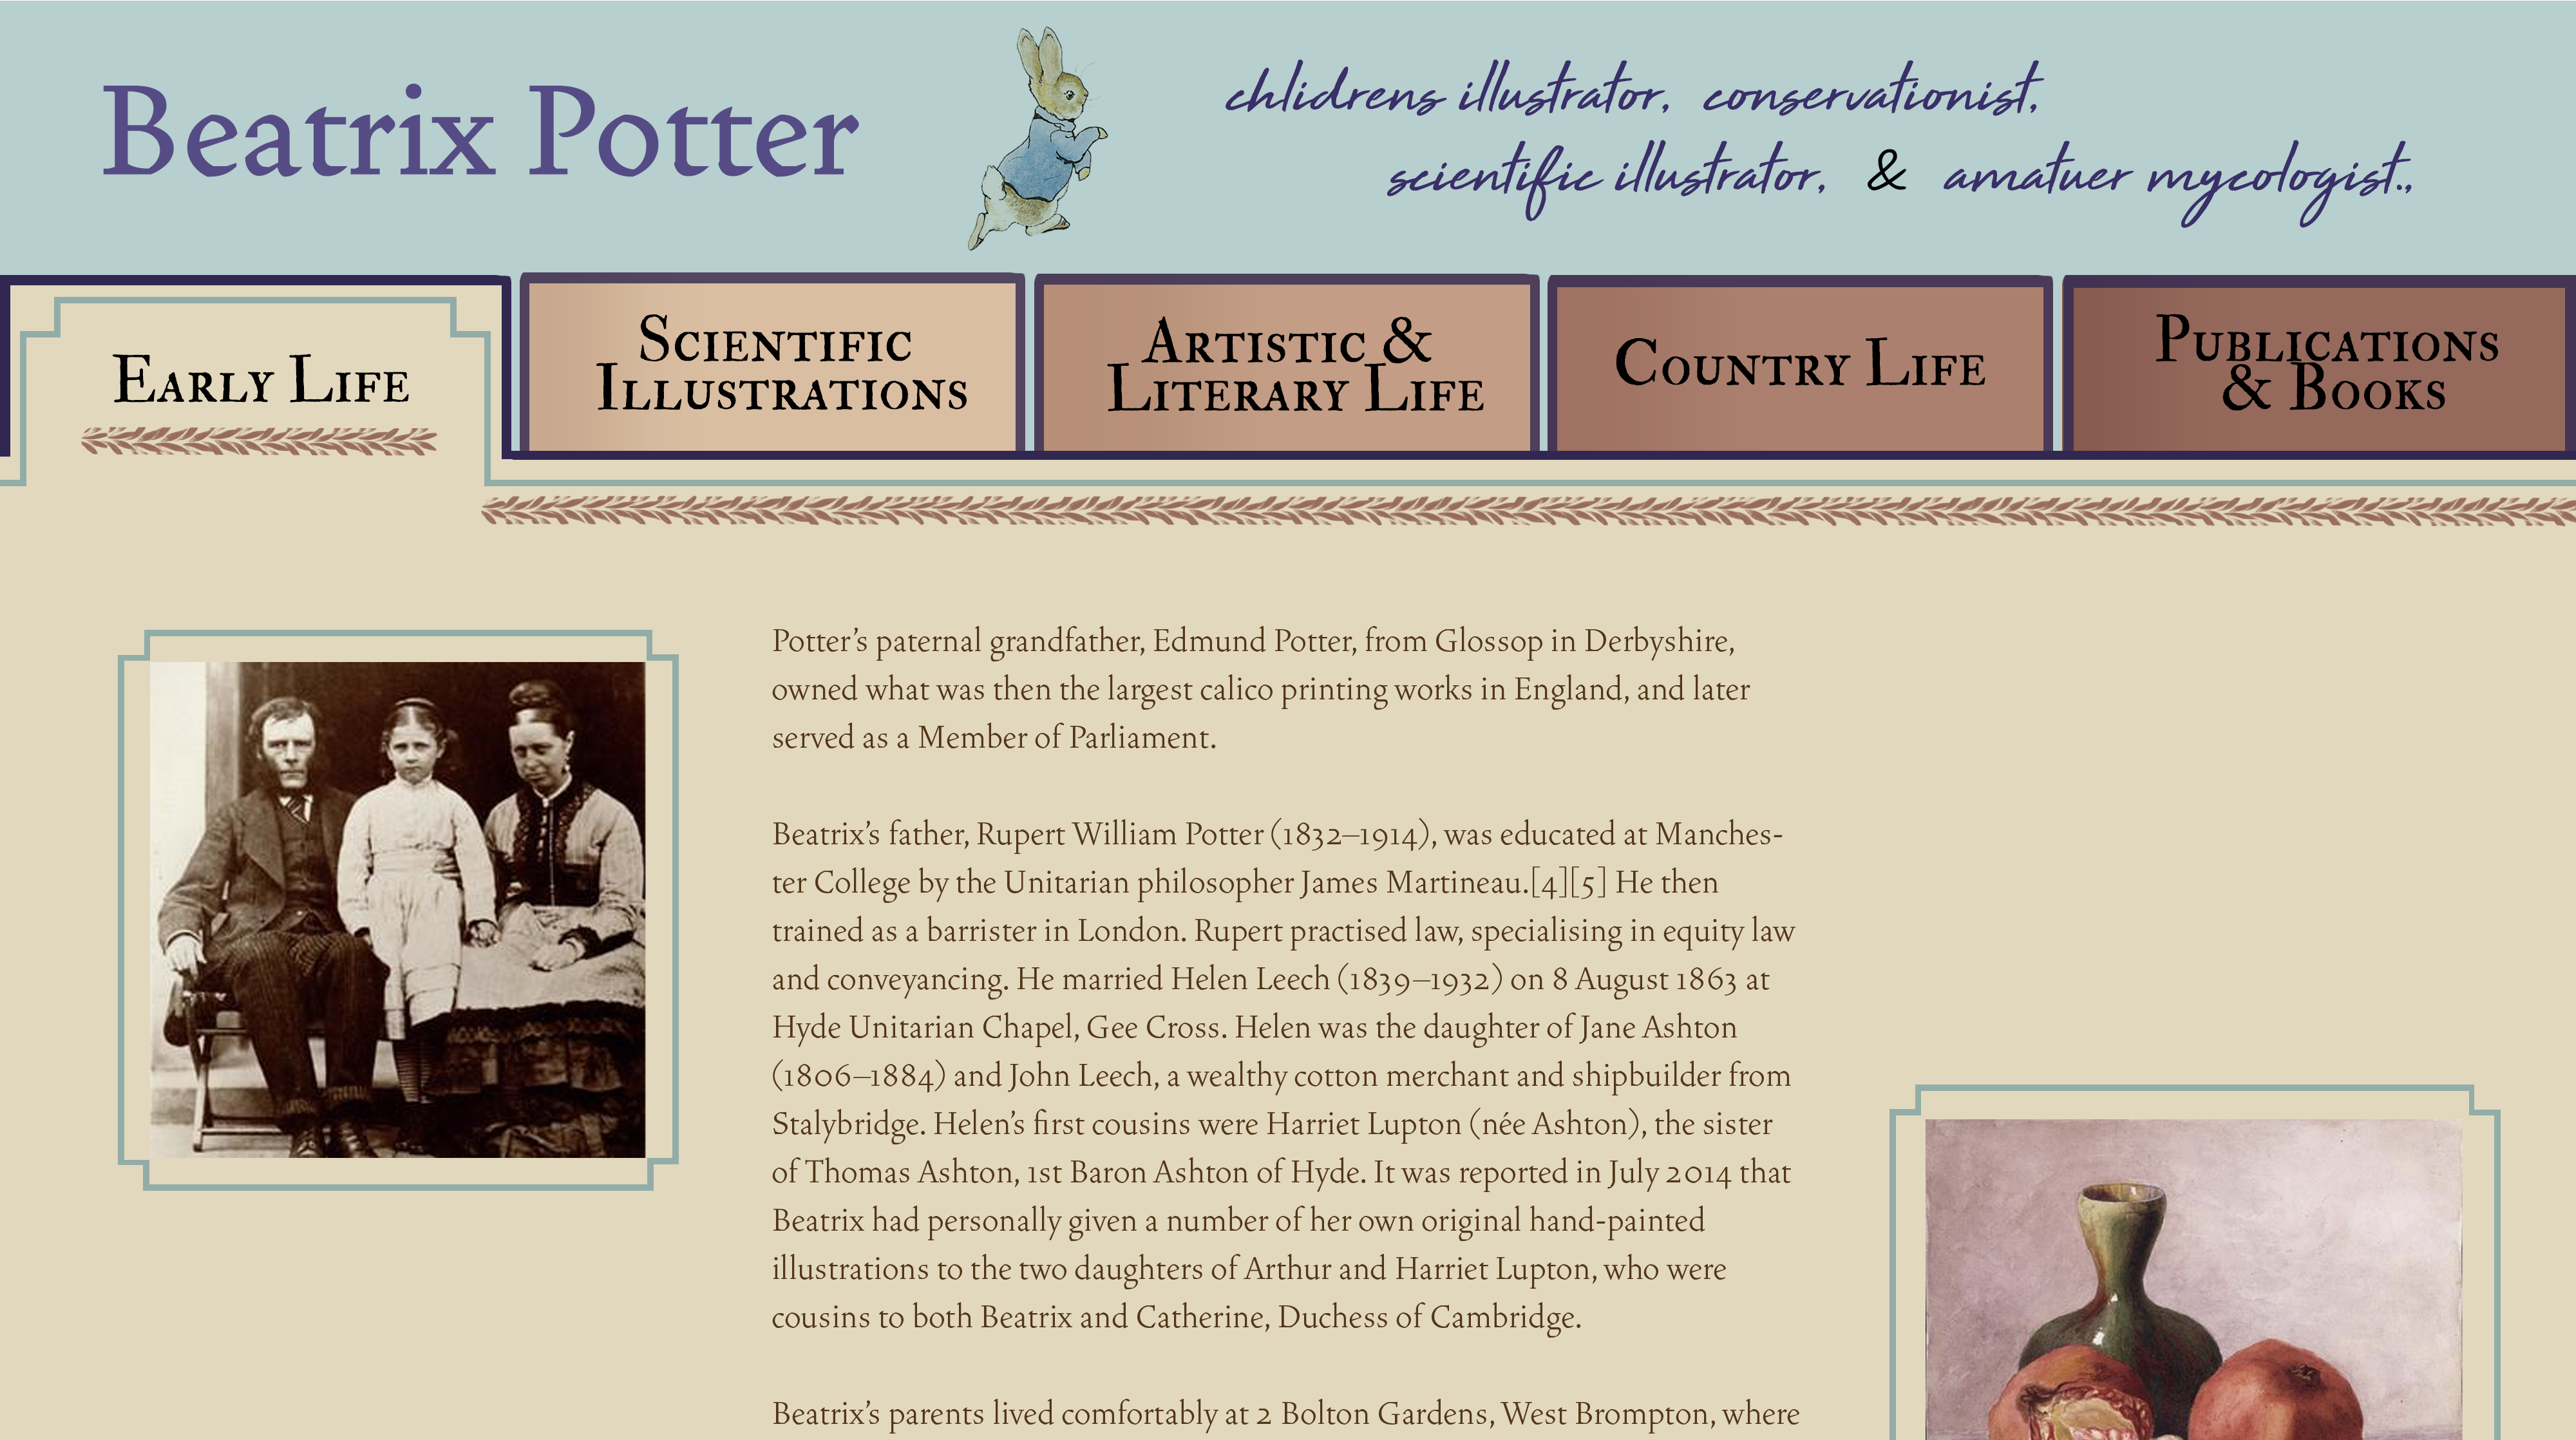 Beatrix Potter
chlidrens illustrator, conservationist,
scientific illustrator, & amatuer mycologist.,
Early Life
Scientific
Illustrations
Artistic &
Literary Life
Country Life
Publications
& Books
Potter’s paternal grandfather, Edmund Potter, from Glossop in Derbyshire,
owned what was then the largest calico printing works in England, and later
served as a Member of Parliament.
Beatrix’s father, Rupert William Potter (1832–1914), was educated at Manches-
ter College by the Unitarian philosopher James Martineau.[4][5] He then
trained as a barrister in London. Rupert practised law, specialising in equity law
and conveyancing. He married Helen Leech (1839–1932) on 8 August 1863 at
Hyde Unitarian Chapel, Gee Cross. Helen was the daughter of Jane Ashton
(1806–1884) and John Leech, a wealthy cotton merchant and shipbuilder from
Stalybridge. Helen’s first cousins were Harriet Lupton (née Ashton), the sister
of Thomas Ashton, 1st Baron Ashton of Hyde. It was reported in July 2014 that
Beatrix had personally given a number of her own original hand-painted
illustrations to the two daughters of Arthur and Harriet Lupton, who were
cousins to both Beatrix and Catherine, Duchess of Cambridge.
Beatrix’s parents lived comfortably at 2 Bolton Gardens, West Brompton, where